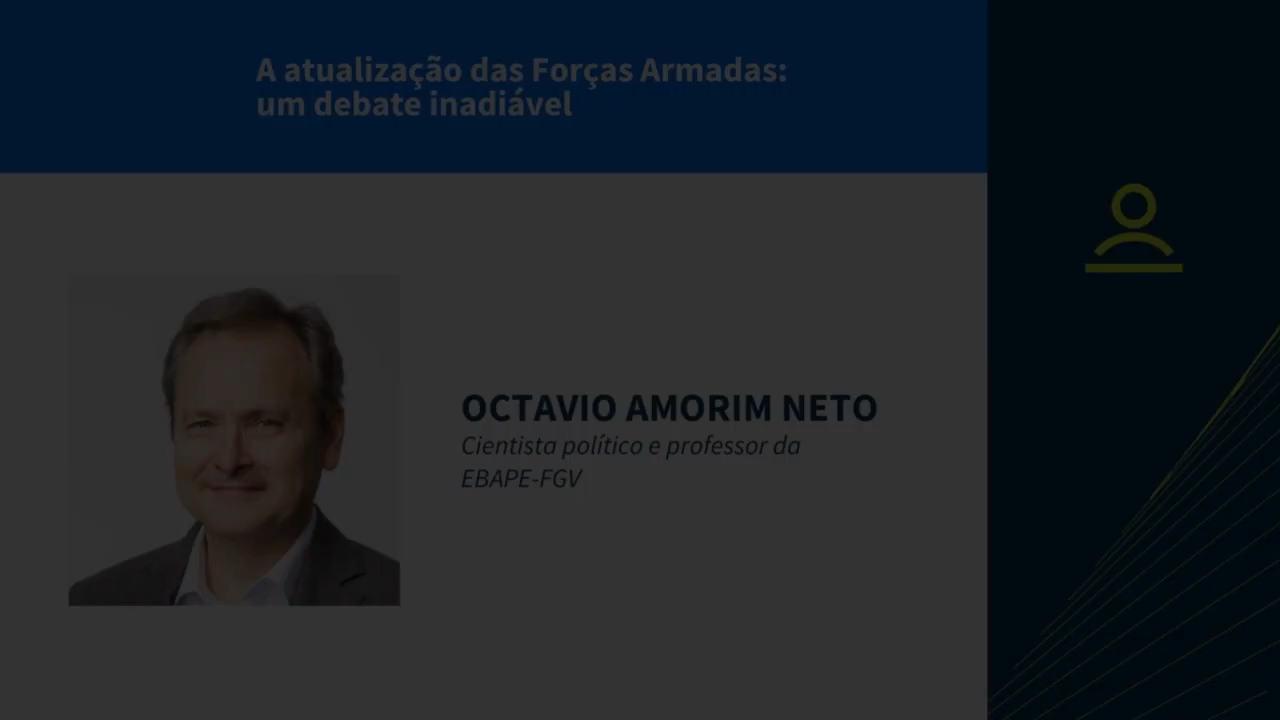 A atualização das Forças Armadas:
um debate inadiável
OCTAVIO AMORIM NETO
Cientista político e professor da
EBAPE-FGV